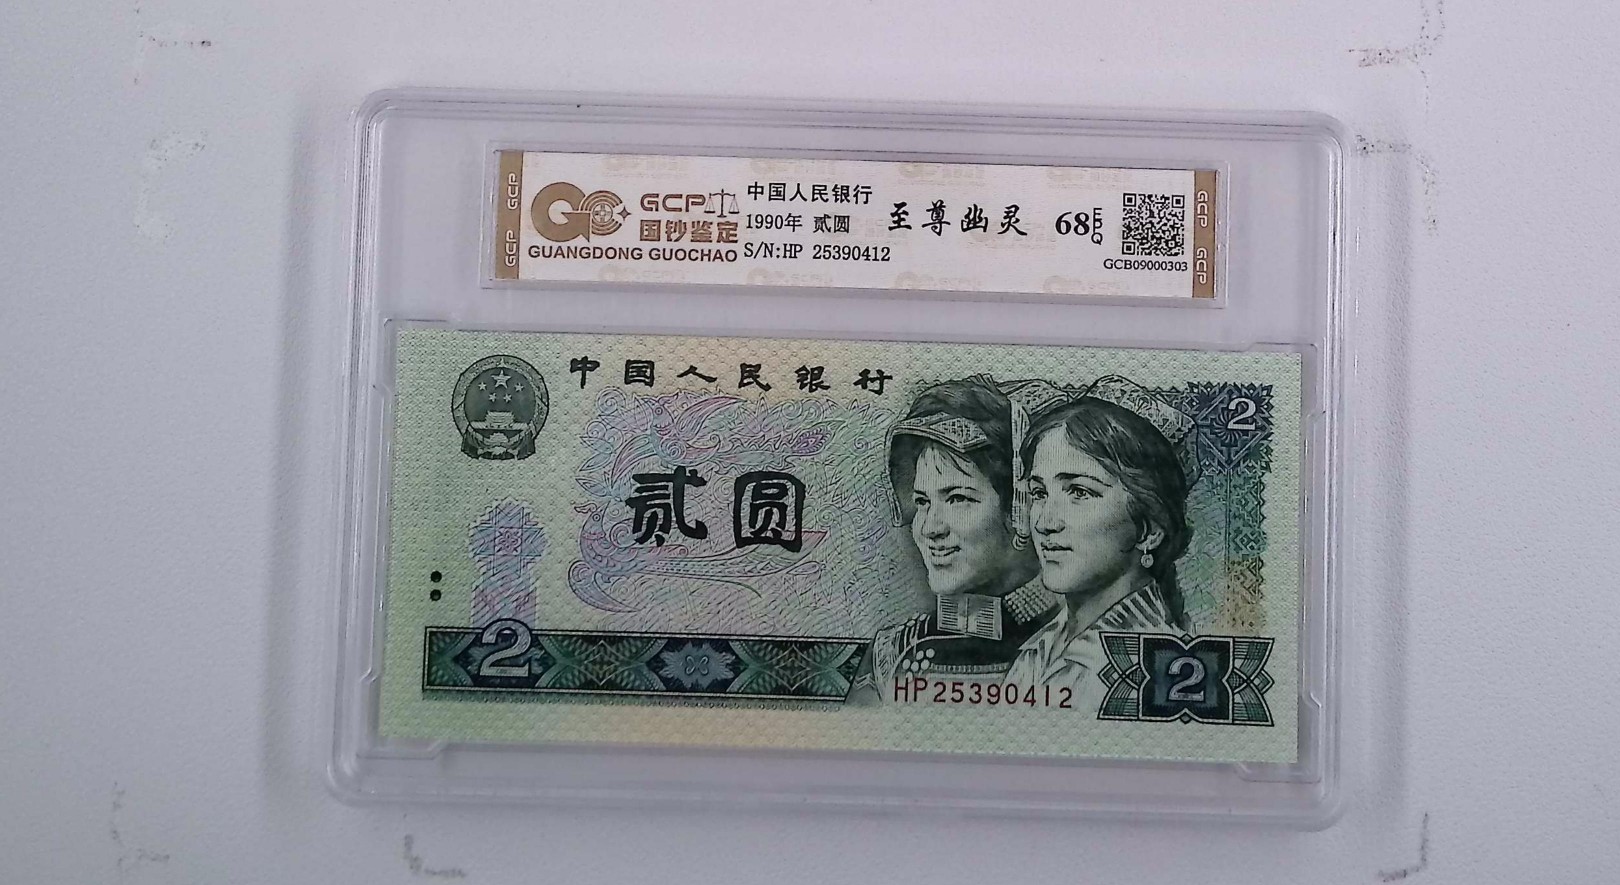 GCP
GCP
GCP
国钞鉴定
GUANGDONG GUOCHAO
中国人民银行
1990年 贰圆
S/N:HP 25390412
至尊幽灵
68 EPQ
GCB09000303
GCP
GCP
中国人民银行
2
贰圆
2
HP25390412
2